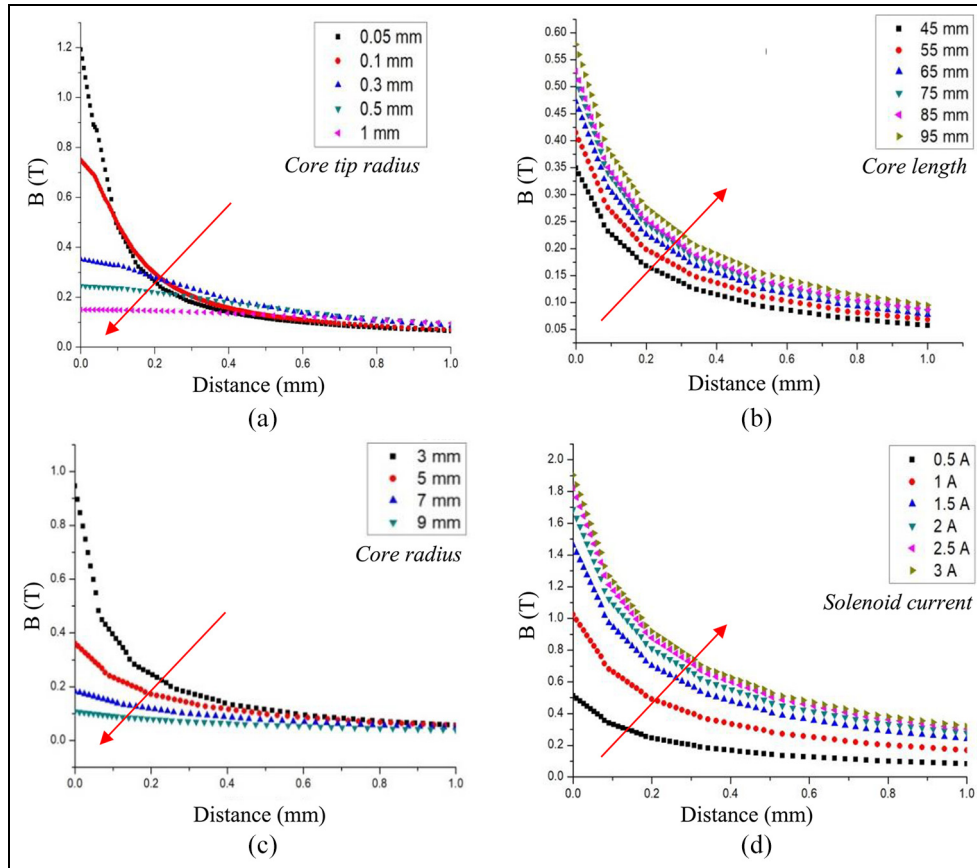 0.05 mm
0.1 mm
0.3 mm
0.5 mm
1 mm
Core tip radius
B (T)
1.2
1.0
0.8
0.6
0.4
0.2
0.0
0.0 0.2 0.4 0.6 0.8 1.0
Distance (mm)
(a)
45 mm
55 mm
65 mm
75 mm
85 mm
95 mm
Core length
B (T)
0.60
0.55
0.50
0.45
0.40
0.35
0.30
0.25
0.20
0.15
0.10
0.05
0.0 0.2 0.4 0.6 0.8 1.0
Distance (mm)
(b)
3 mm
5 mm
7 mm
9 mm
Core radius
B (T)
1.0
0.8
0.6
0.4
0.2
0.0
0.0 0.2 0.4 0.6 0.8 1.0
Distance (mm)
(c)
0.5 A
1 A
1.5 A
2 A
2.5 A
3 A
Solenoid current
B (T)
2.0
1.8
1.6
1.4
1.2
1.0
0.8
0.6
0.4
0.2
0.0
0.0 0.2 0.4 0.6 0.8 1.0
Distance (mm)
(d)